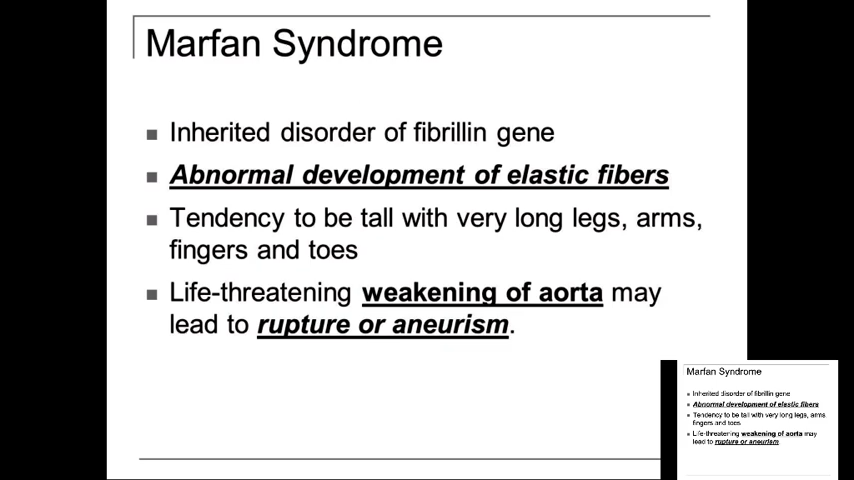 Marfan Syndrome
■ Inherited disorder of fibrillin gene
■ Abnormal development of elastic fibers
■ Tendency to be tall with very long legs, arms,
fingers and toes
■ Life-threatening weakening of aorta may
lead to rupture or aneurism.
Marfan Syndrome
■ Inherited disorder of fibrillin gene
■ Abnormal development of elastic fibers
■ Tendency to be tall with very long legs, arms,
fingers and toes
■ Life-threatening weakening of aorta may
lead to rupture or aneurism.